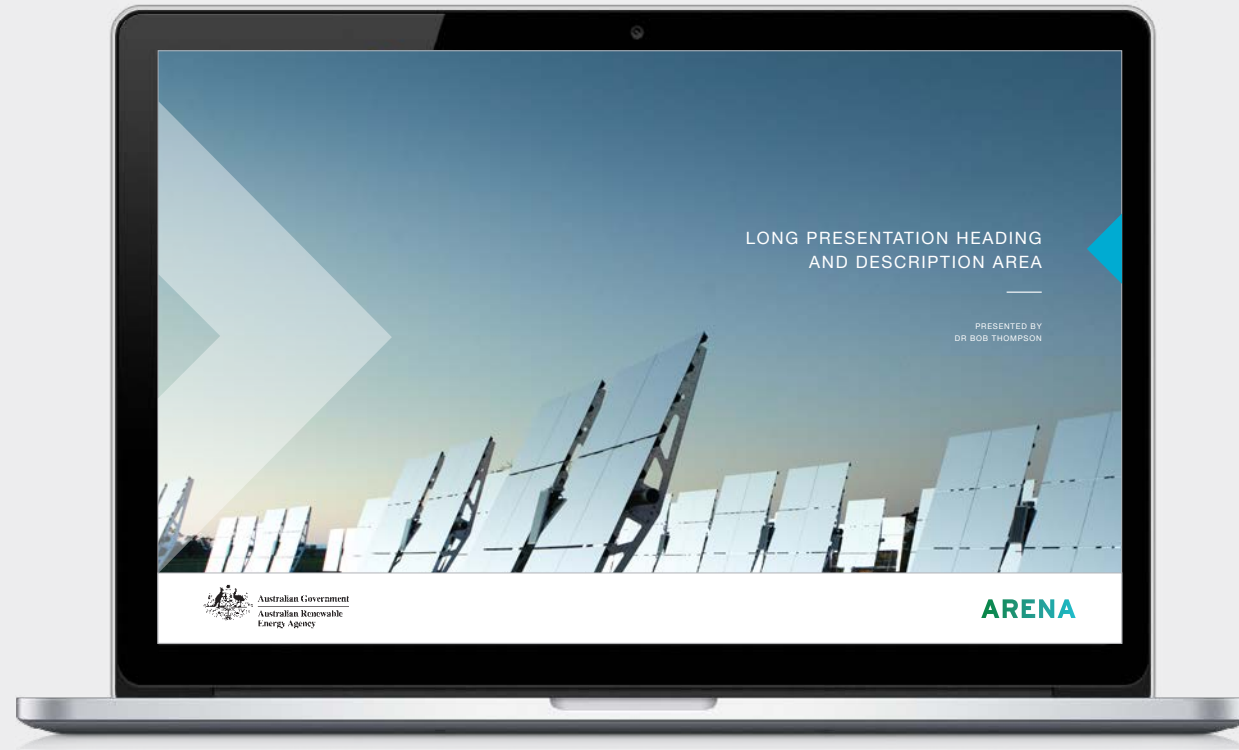 LONG PRESENTATION HEADING
AND DESCRIPTION AREA
PRESENTED BY
DR BOB THOMPSON
Australian Government
Australian Renewable
Energy Agency
ARENA